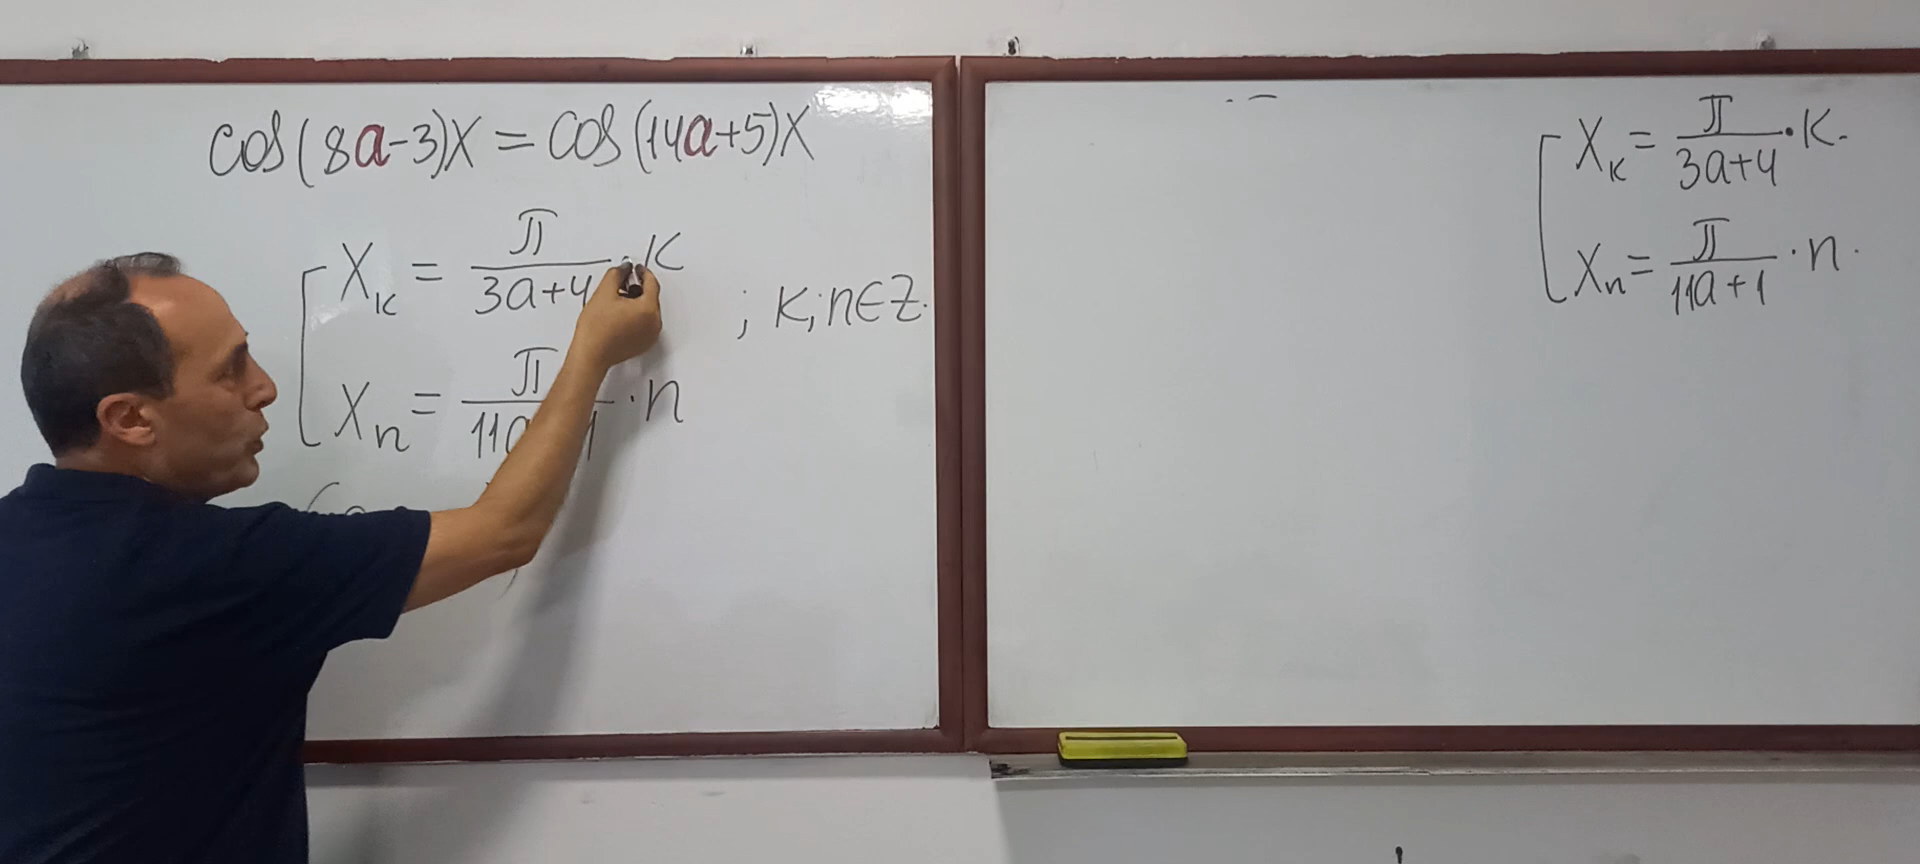 cos(8a-3)X = cos(14a+5)X
X_k = π/(3a+4) · K
; K;n∈Z.
X_n = π/(11a+1) · n
X_k = π/(3a+4) · K.
X_n = π/(11a+1) · n.